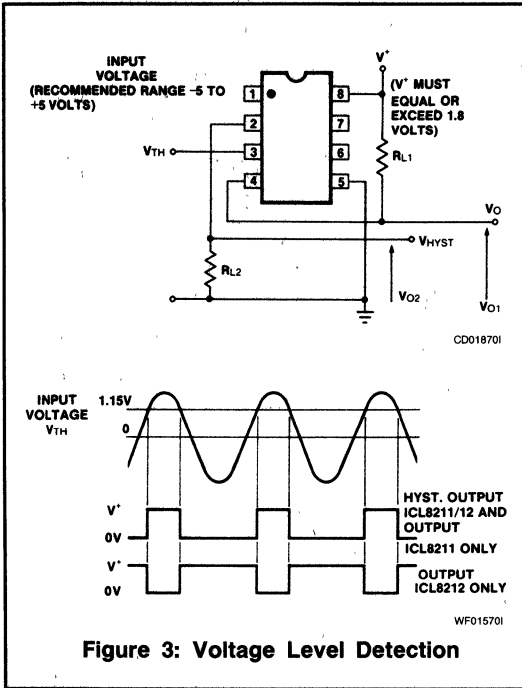 INPUT
VOLTAGE
(RECOMMENDED RANGE -5 TO
+5 VOLTS)
V+
(V+ MUST
EQUAL OR
EXCEED 1.8
VOLTS)
1
2
3
4
8
7
6
5
VTH
RL1
VO
VHYST
RL2
VO2
VO1
CD01870I
INPUT
VOLTAGE
VTH
1.15V
0
V+
0V
HYST. OUTPUT
ICL8211/12 AND
OUTPUT
ICL8211 ONLY
V+
0V
OUTPUT
ICL8212 ONLY
WF01570I
Figure 3: Voltage Level Detection